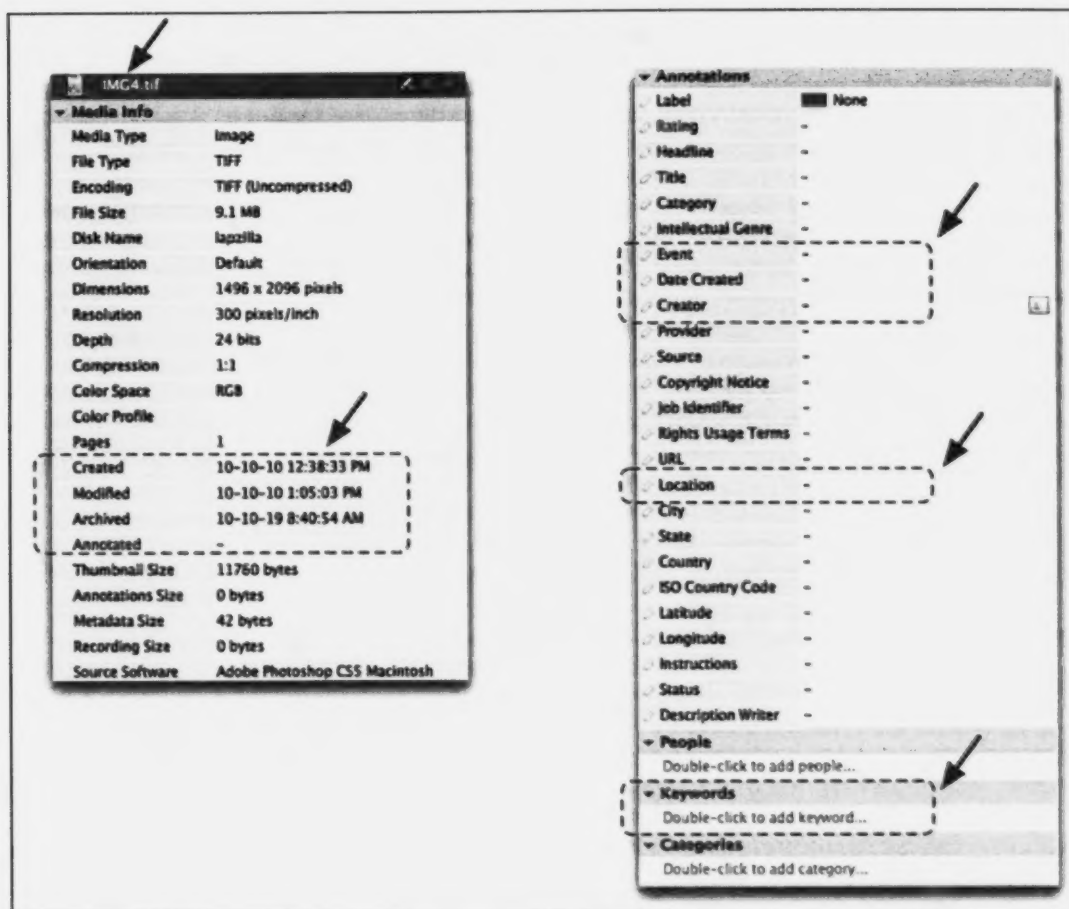 IMG4.tif
Media Info
Media Type Image
File Type TIFF
Encoding TIFF (Uncompressed)
File Size 9.1 MB
Disk Name lapzilla
Orientation Default
Dimensions 1496 x 2096 pixels
Resolution 300 pixels/inch
Depth 24 bits
Compression 1:1
Color Space RGB
Color Profile
Pages 1
Created 10-10-10 12:38:33 PM
Modified 10-10-10 1:05:03 PM
Archived 10-10-19 8:40:54 AM
Annotated -
Thumbnail Size 11760 bytes
Annotations Size 0 bytes
Metadata Size 42 bytes
Recording Size 0 bytes
Source Software Adobe Photoshop CS5 Macintosh
Annotations
Label None
Rating -
Headline -
Title -
Category -
Intellectual Genre -
Event -
Date Created -
Creator -
Provider -
Source -
Copyright Notice -
Job Identifier -
Rights Usage Terms -
URL -
Location -
City -
State -
Country -
ISO Country Code -
Latitude -
Longitude -
Instructions -
Status -
Description Writer -
People
Double-click to add people...
Keywords
Double-click to add keyword...
Categories
Double-click to add category...